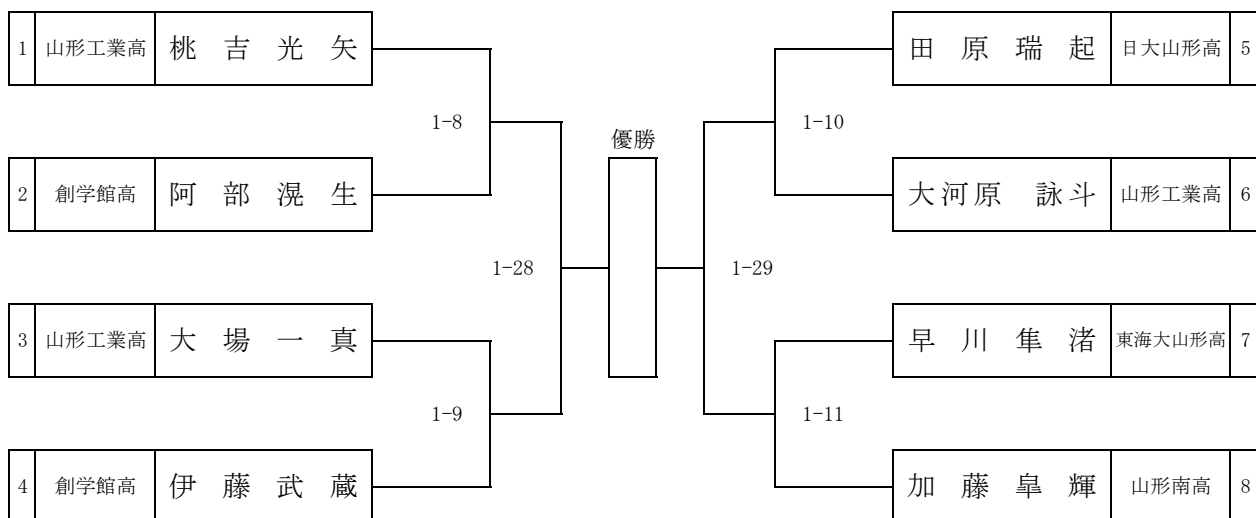 1 山形工業高 桃吉光矢
2 創学館高 阿部滉生
3 山形工業高 大場一真
4 創学館高 伊藤武蔵
1-8
1-9
1-28
優勝
1-29
1-10
1-11
田原瑞起 日大山形高 5
大河原 詠斗 山形工業高 6
早川隼渚 東海大山形高 7
加藤皐輝 山形南高 8